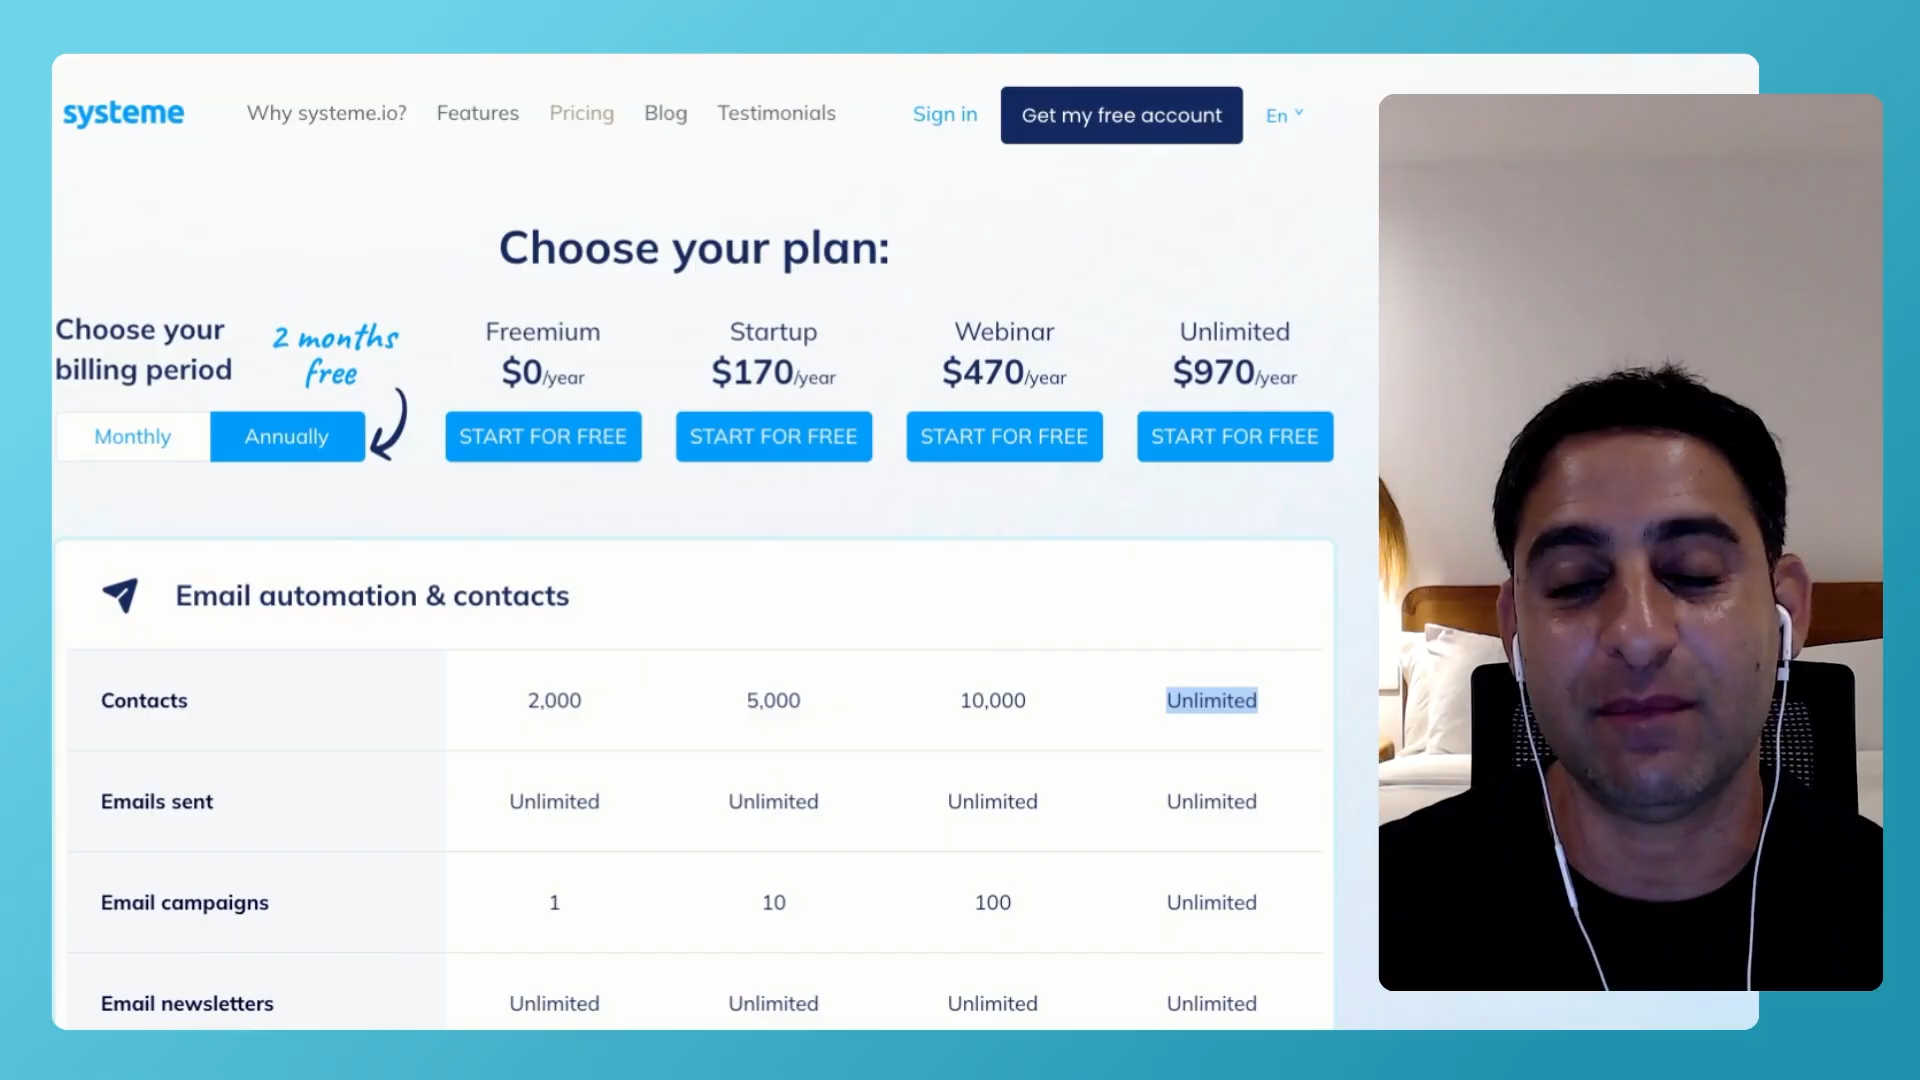 systeme
Why systeme.io? Features Pricing Blog Testimonials Sign in Get my free account En
Choose your plan:
Choose your billing period
2 months free
Monthly Annually
Freemium Startup Webinar Unlimited
$0/year $170/year $470/year $970/year
START FOR FREE START FOR FREE START FOR FREE START FOR FREE
Email automation & contacts
Contacts 2,000 5,000 10,000 Unlimited
Emails sent Unlimited Unlimited Unlimited Unlimited
Email campaigns 1 10 100 Unlimited
Email newsletters Unlimited Unlimited Unlimited Unlimited